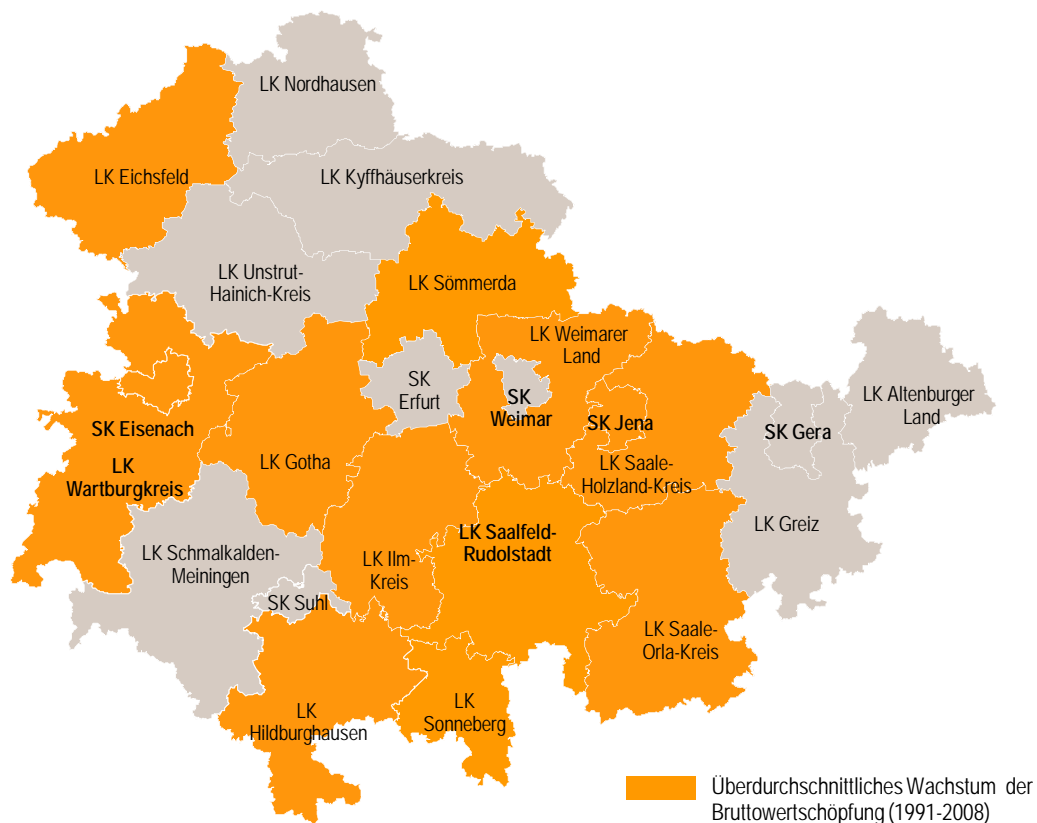 LK Nordhausen
LK Eichsfeld
LK Kyffhäuserkreis
LK Unstrut-
Hainich-Kreis
LK Sömmerda
LK Weimarer
Land
SK
Erfurt
SK
Weimar
LK Altenburger
Land
SK Eisenach
SK Jena
SK Gera
LK
Wartburgkreis
LK Gotha
LK Saale-
Holzland-Kreis
LK Greiz
LK Saalfeld-
Rudolstadt
LK Schmalkalden-
Meiningen
LK Ilm-
Kreis
SK Suhl
LK Saale-
Orla-Kreis
LK
Hildburghausen
LK
Sonneberg
Überdurchschnittliches Wachstum der
Bruttowertschöpfung (1991-2008)